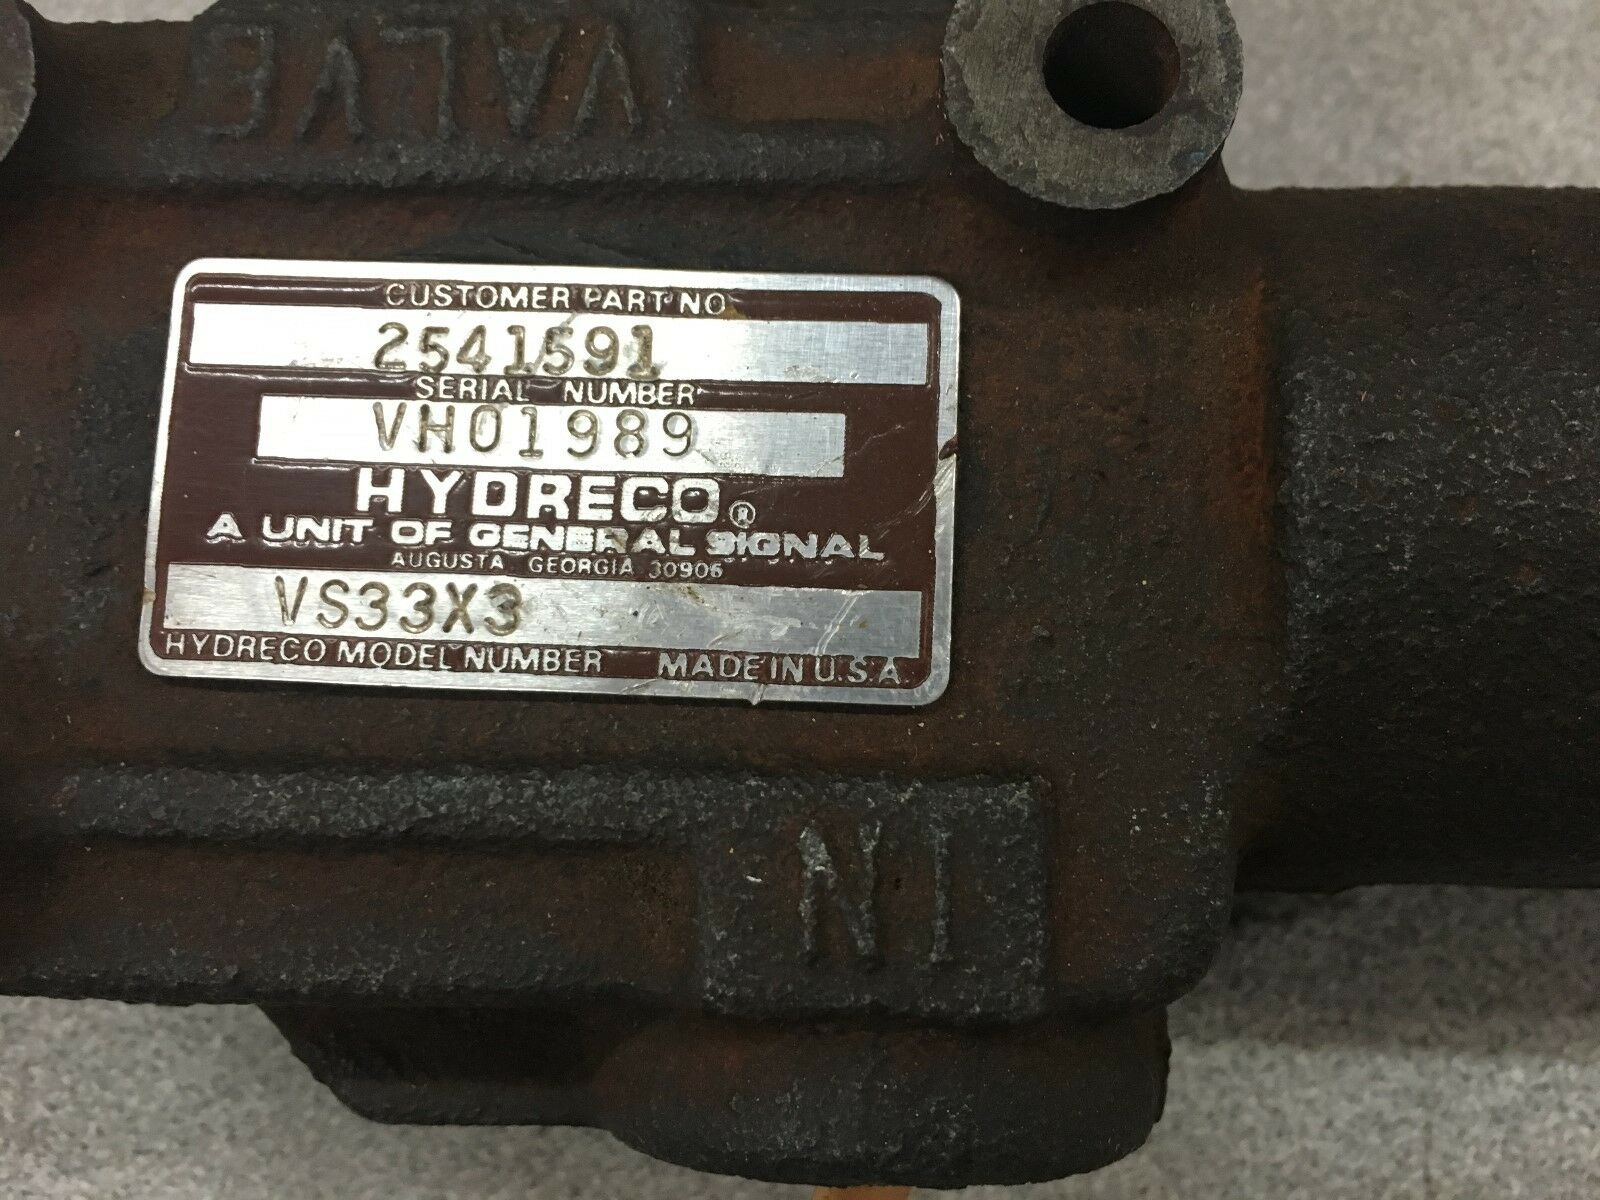 VALVE
CUSTOMER PART NO
2541591
SERIAL NUMBER
VH01989
HYDRECO®
A UNIT OF GENERAL SIGNAL
AUGUSTA GEORGIA 30906
VS33X3
HYDRECO MODEL NUMBER MADE IN U.S.A.
IN